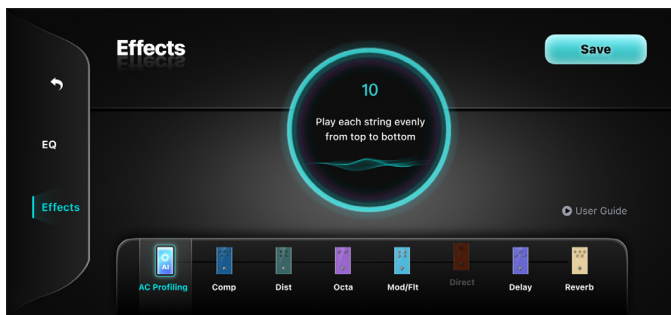 Effects
Save
10
Play each string evenly
from top to bottom
EQ
Effects
User Guide
AI
AC Profiling
Comp
Dist
Octa
Mod/Flt
Direct
Delay
Reverb